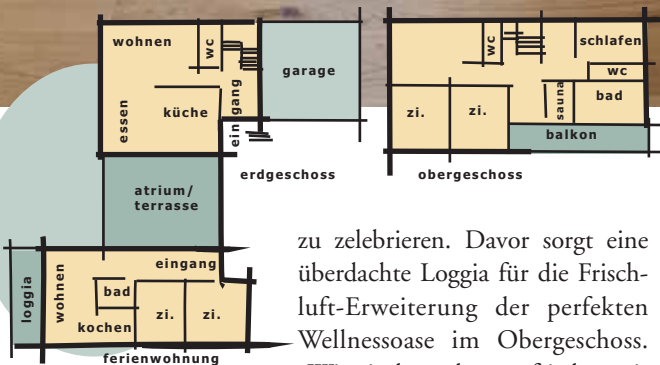 wohnen
wc
garage
essen
küche
eingang
erdgeschoss
atrium/
terrasse
eingang
loggia
wohnen
bad
kochen
zi.
zi.
ferienwohnung
wc
schlafen
wc
bad
sauna
zi.
zi.
balkon
obergeschoss
zu zelebrieren. Davor sorgt eine
überdachte Loggia für die Frisch-
luft-Erweiterung der perfekten
Wellnessoase im Obergeschoss.